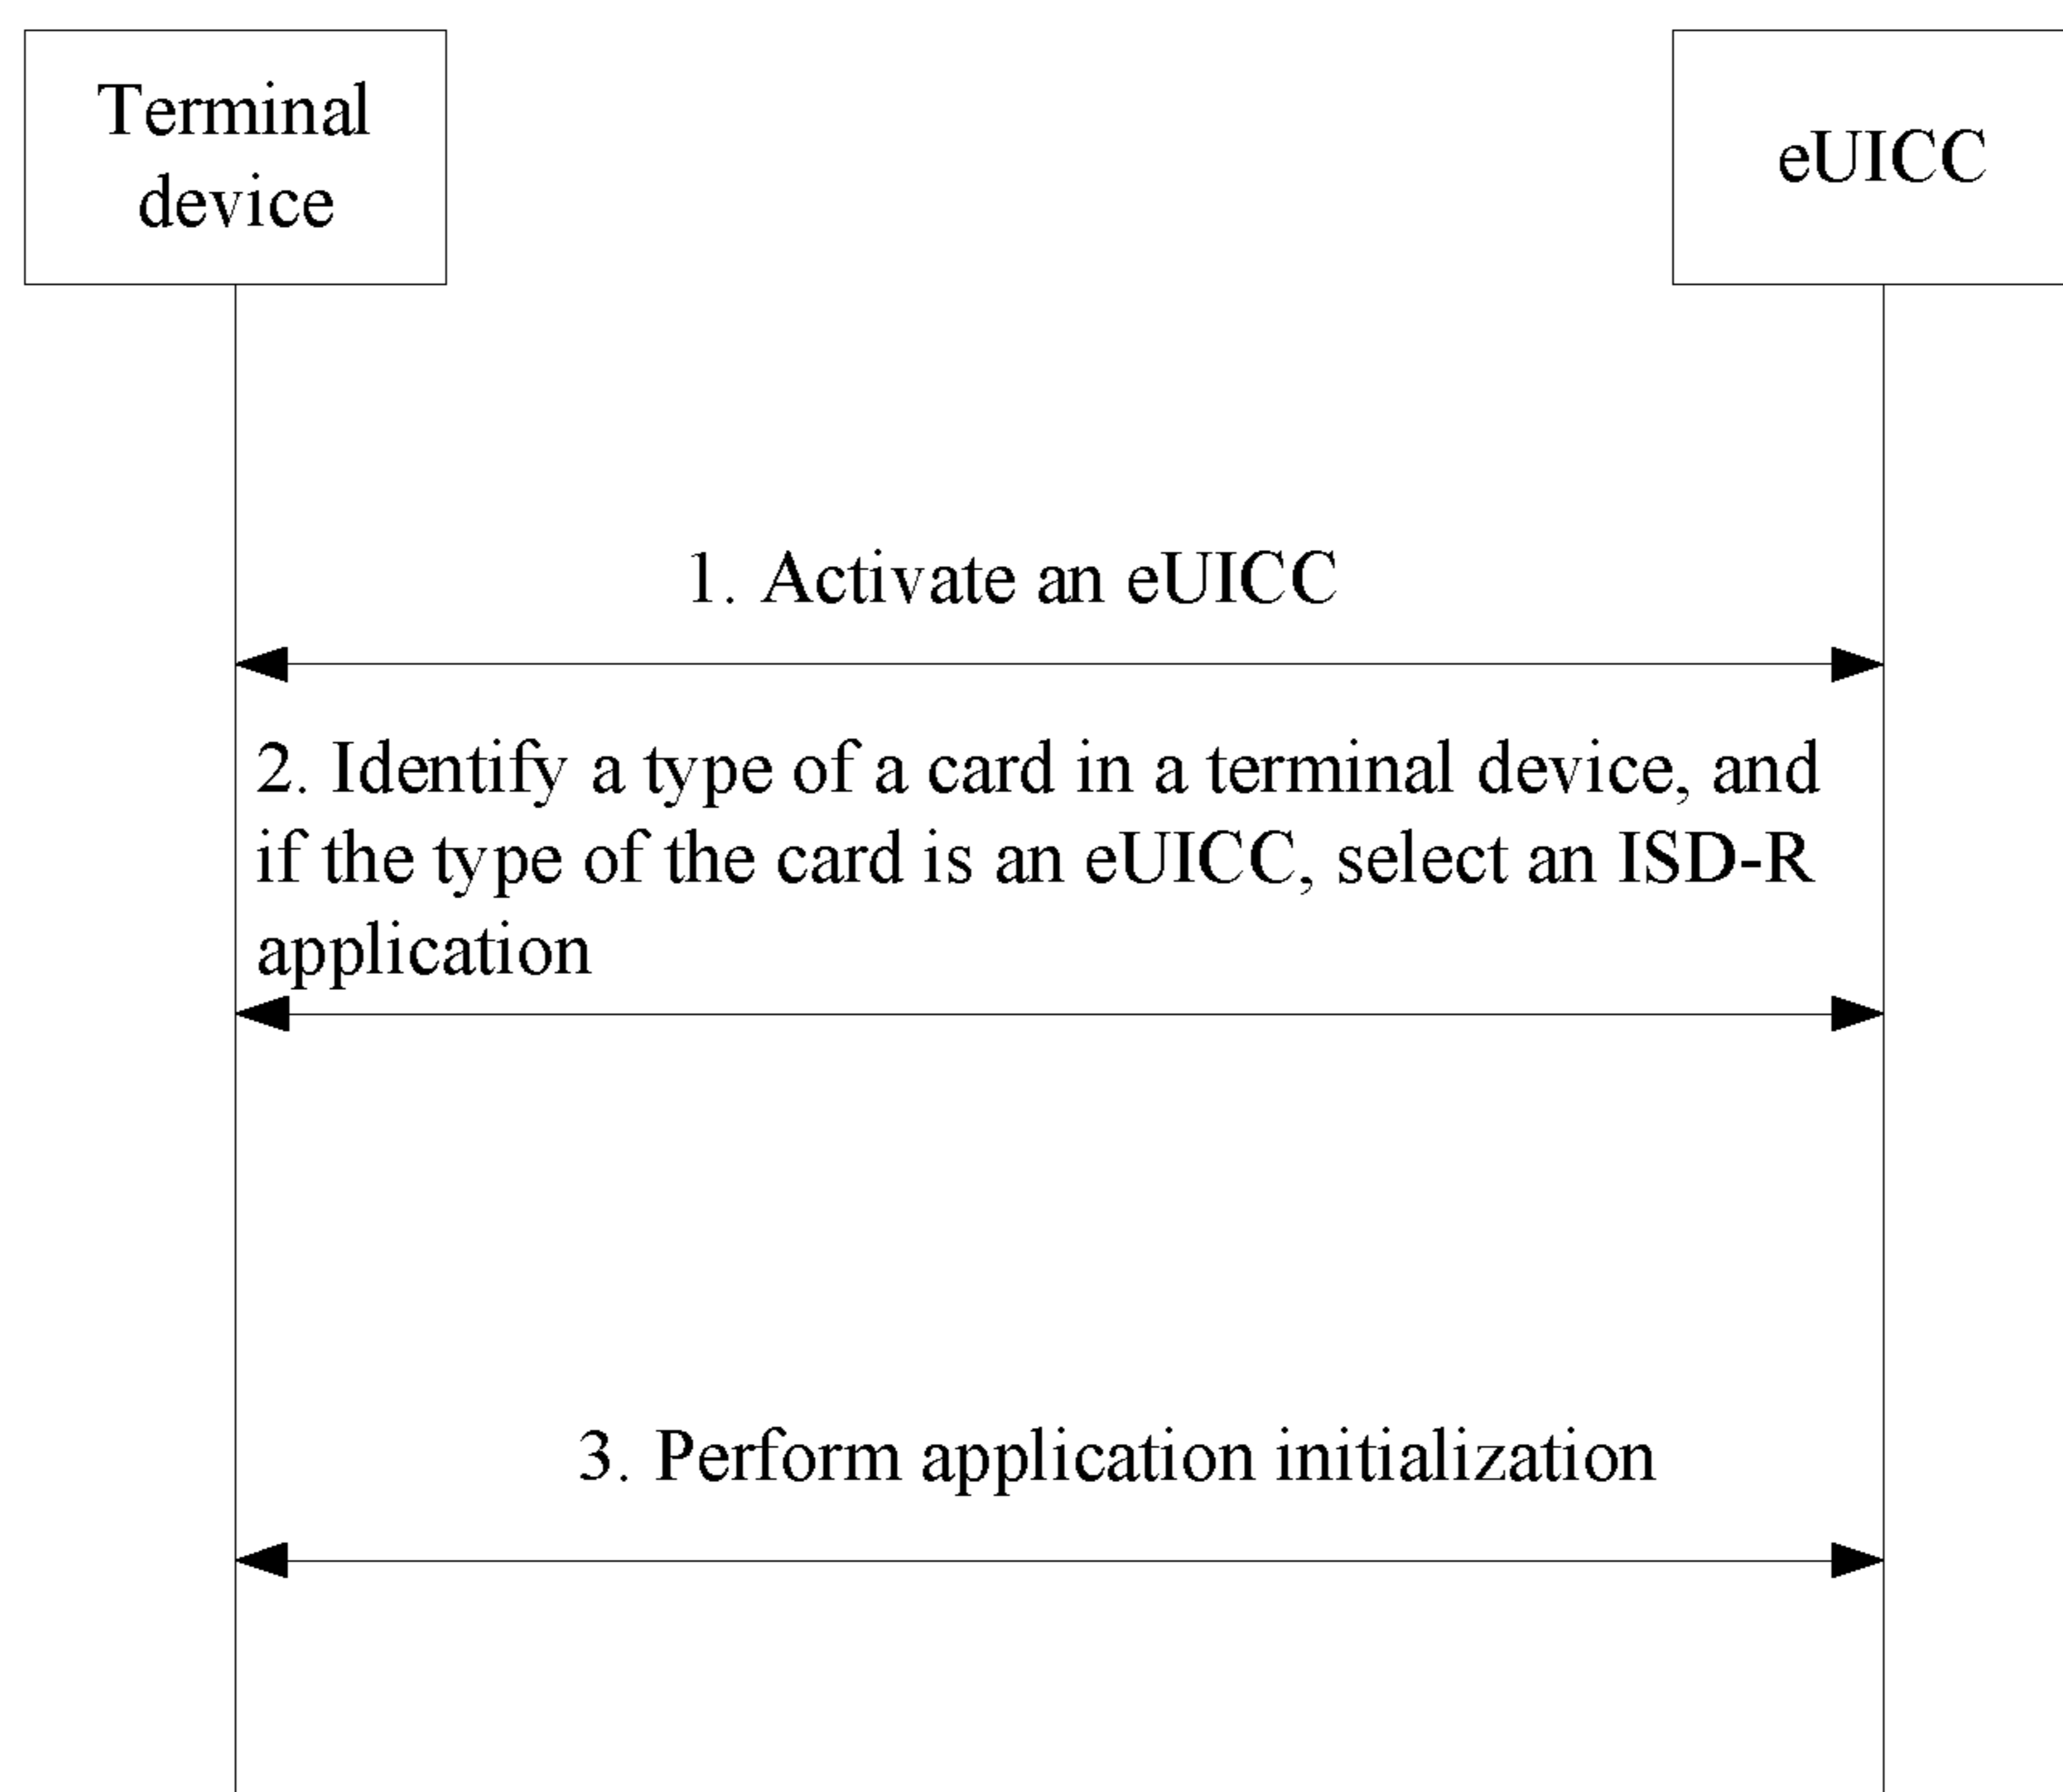 Terminal
device
eUICC
1. Activate an eUICC
2. Identify a type of a card in a terminal device, and
if the type of the card is an eUICC, select an ISD-R
application
3. Perform application initialization